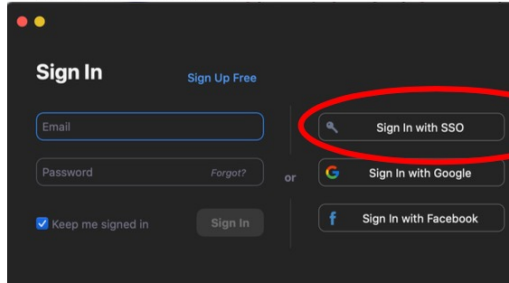 Sign In
Sign Up Free
Email
Password
Forgot?
Keep me signed in
Sign In
or
Sign In with SSO
Sign In with Google
Sign In with Facebook